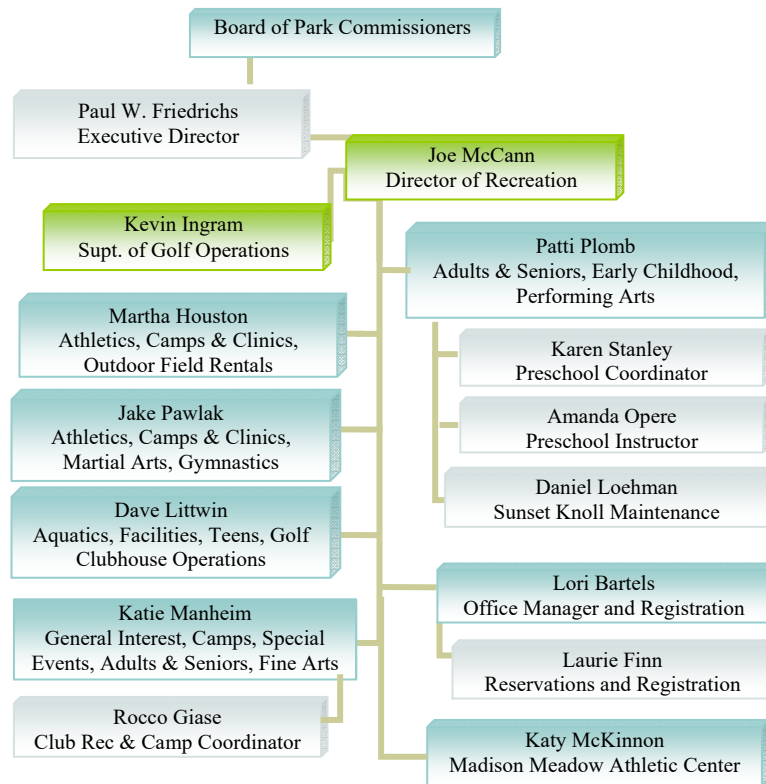 Board of Park Commissioners
Paul W. Friedrichs
Executive Director
Joe McCann
Director of Recreation
Kevin Ingram
Supt. of Golf Operations
Patti Plomb
Adults & Seniors, Early Childhood,
Performing Arts
Martha Houston
Athletics, Camps & Clinics,
Outdoor Field Rentals
Karen Stanley
Preschool Coordinator
Jake Pawlak
Athletics, Camps & Clinics,
Martial Arts, Gymnastics
Amanda Opere
Preschool Instructor
Daniel Loehman
Sunset Knoll Maintenance
Dave Littwin
Aquatics, Facilities, Teens, Golf
Clubhouse Operations
Lori Bartels
Office Manager and Registration
Katie Manheim
General Interest, Camps, Special
Events, Adults & Seniors, Fine Arts
Laurie Finn
Reservations and Registration
Rocco Giase
Club Rec & Camp Coordinator
Katy McKinnon
Madison Meadow Athletic Center